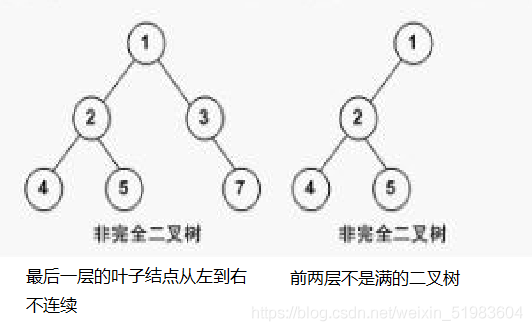 1
1
2
3
2
4
5
7
4
5
非完全二叉树
非完全二叉树
最后一层的叶子结点从左到右
不连续
前两层不是满的二叉树
https://blog.csdn.net/weixin_51983604